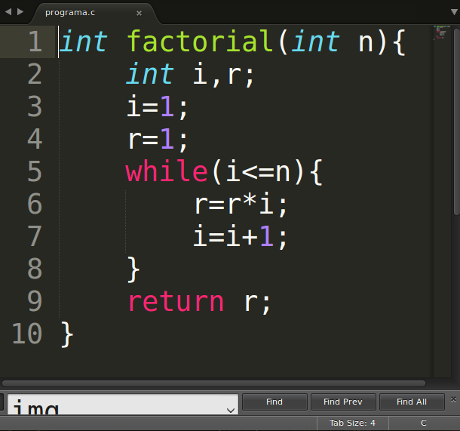 programa.c
1 int factorial(int n){
2 int i,r;
3 i=1;
4 r=1;
5 while(i<=n){
6 r=r*i;
7 i=i+1;
8 }
9 return r;
10 }
img
Find
Find Prev
Find All
Tab Size: 4
C